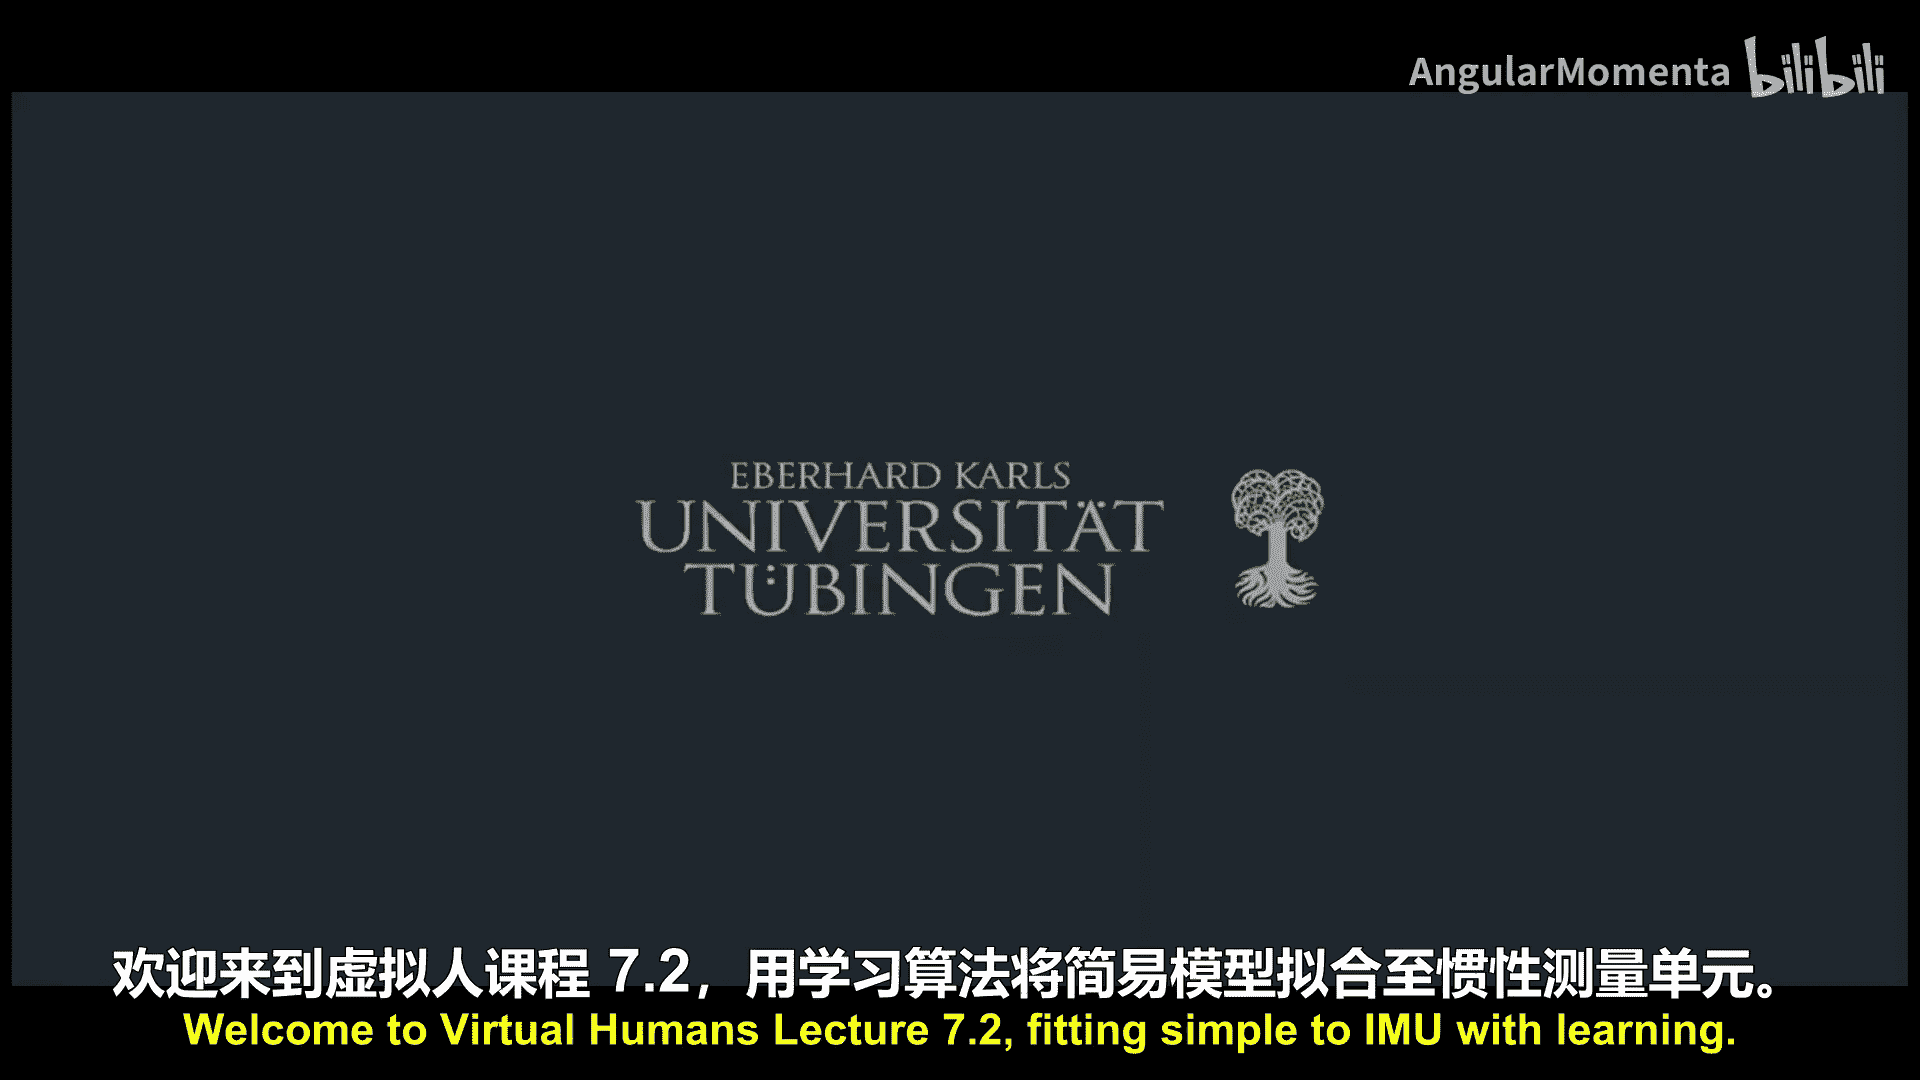 AngularMomenta bilibili
EBERHARD KARLS
UNIVERSITÄT
TÜBINGEN
欢迎来到虚拟人课程 7.2，用学习算法将简易模型拟合至惯性测量单元。
Welcome to Virtual Humans Lecture 7.2, fitting simple to IMU with learning.